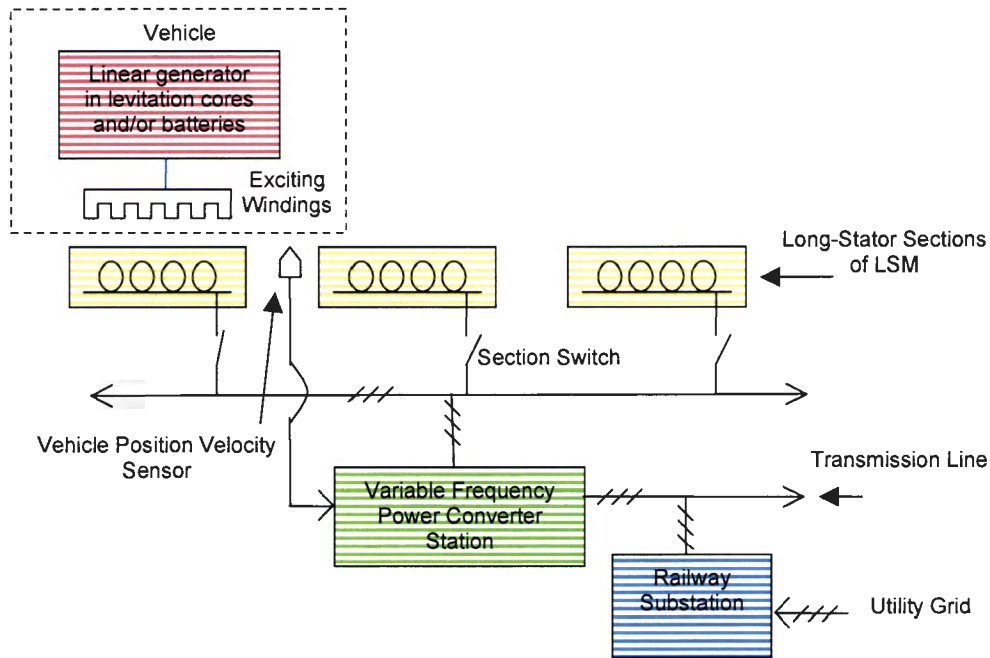 Vehicle
Linear generator
in levitation cores
and/or batteries
Exciting
Windings
Long-Stator Sections
of LSM
Section Switch
Vehicle Position Velocity
Sensor
Transmission Line
Variable Frequency
Power Converter
Station
Railway
Substation
Utility Grid